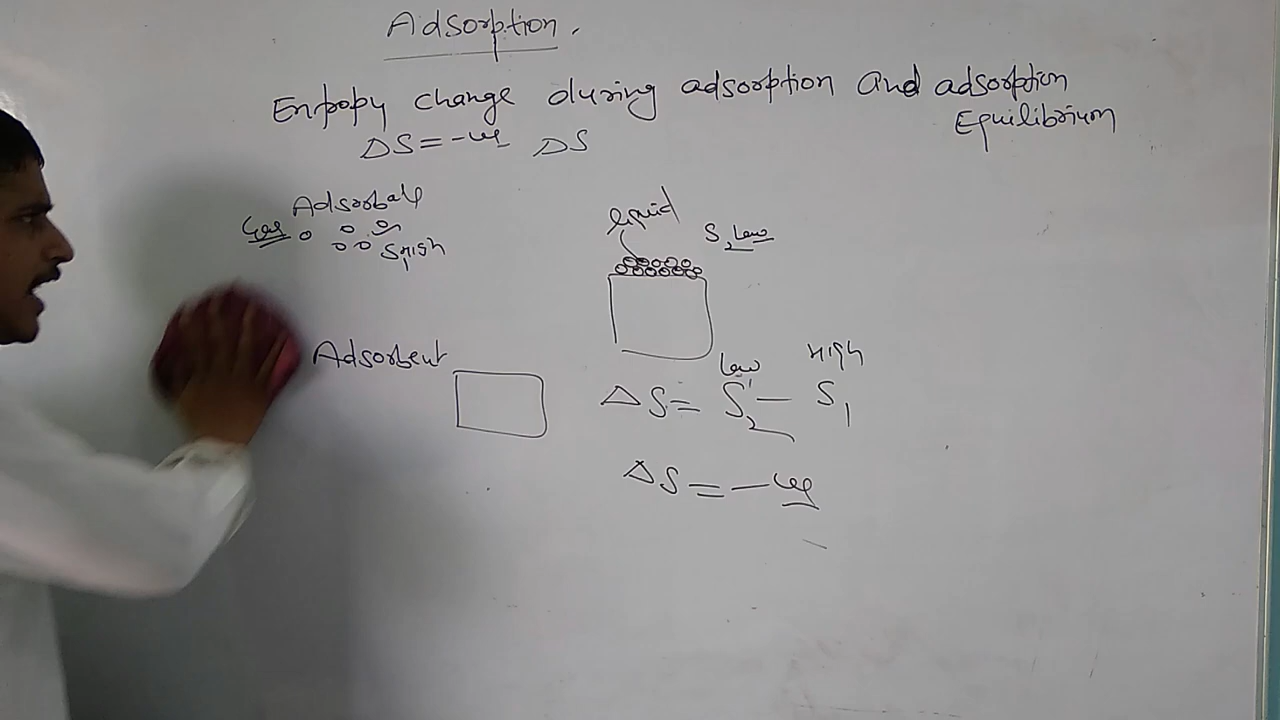 Adsorption.
Entropy change during adsorption and adsorption
Equilibrium
ΔS = -ve ΔS
Adsorbate
Gas
S1 High
liquid
S2 Low
Adsorbent
Low High
ΔS = S2 - S1
ΔS = -ve